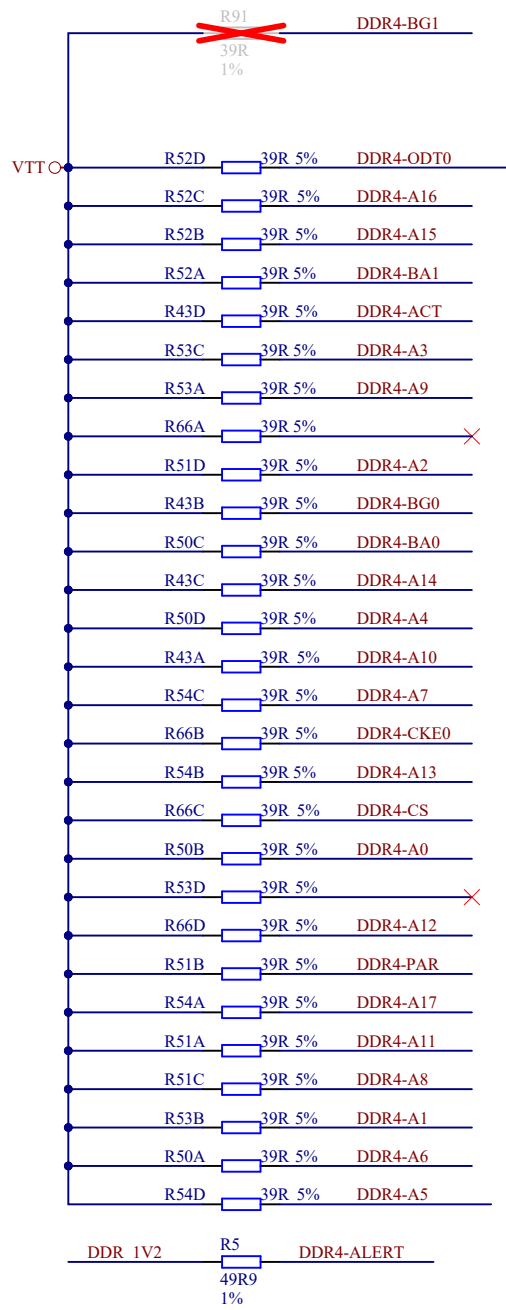 R91 DDR4-BG1
39R
1%
VTT R52D 39R 5% DDR4-ODT0
R52C 39R 5% DDR4-A16
R52B 39R 5% DDR4-A15
R52A 39R 5% DDR4-BA1
R43D 39R 5% DDR4-ACT
R53C 39R 5% DDR4-A3
R53A 39R 5% DDR4-A9
R66A 39R 5%
R51D 39R 5% DDR4-A2
R43B 39R 5% DDR4-BG0
R50C 39R 5% DDR4-BA0
R43C 39R 5% DDR4-A14
R50D 39R 5% DDR4-A4
R43A 39R 5% DDR4-A10
R54C 39R 5% DDR4-A7
R66B 39R 5% DDR4-CKE0
R54B 39R 5% DDR4-A13
R66C 39R 5% DDR4-CS
R50B 39R 5% DDR4-A0
R53D 39R 5%
R66D 39R 5% DDR4-A12
R51B 39R 5% DDR4-PAR
R54A 39R 5% DDR4-A17
R51A 39R 5% DDR4-A11
R51C 39R 5% DDR4-A8
R53B 39R 5% DDR4-A1
R50A 39R 5% DDR4-A6
R54D 39R 5% DDR4-A5
DDR 1V2 R5 DDR4-ALERT
49R9
1%